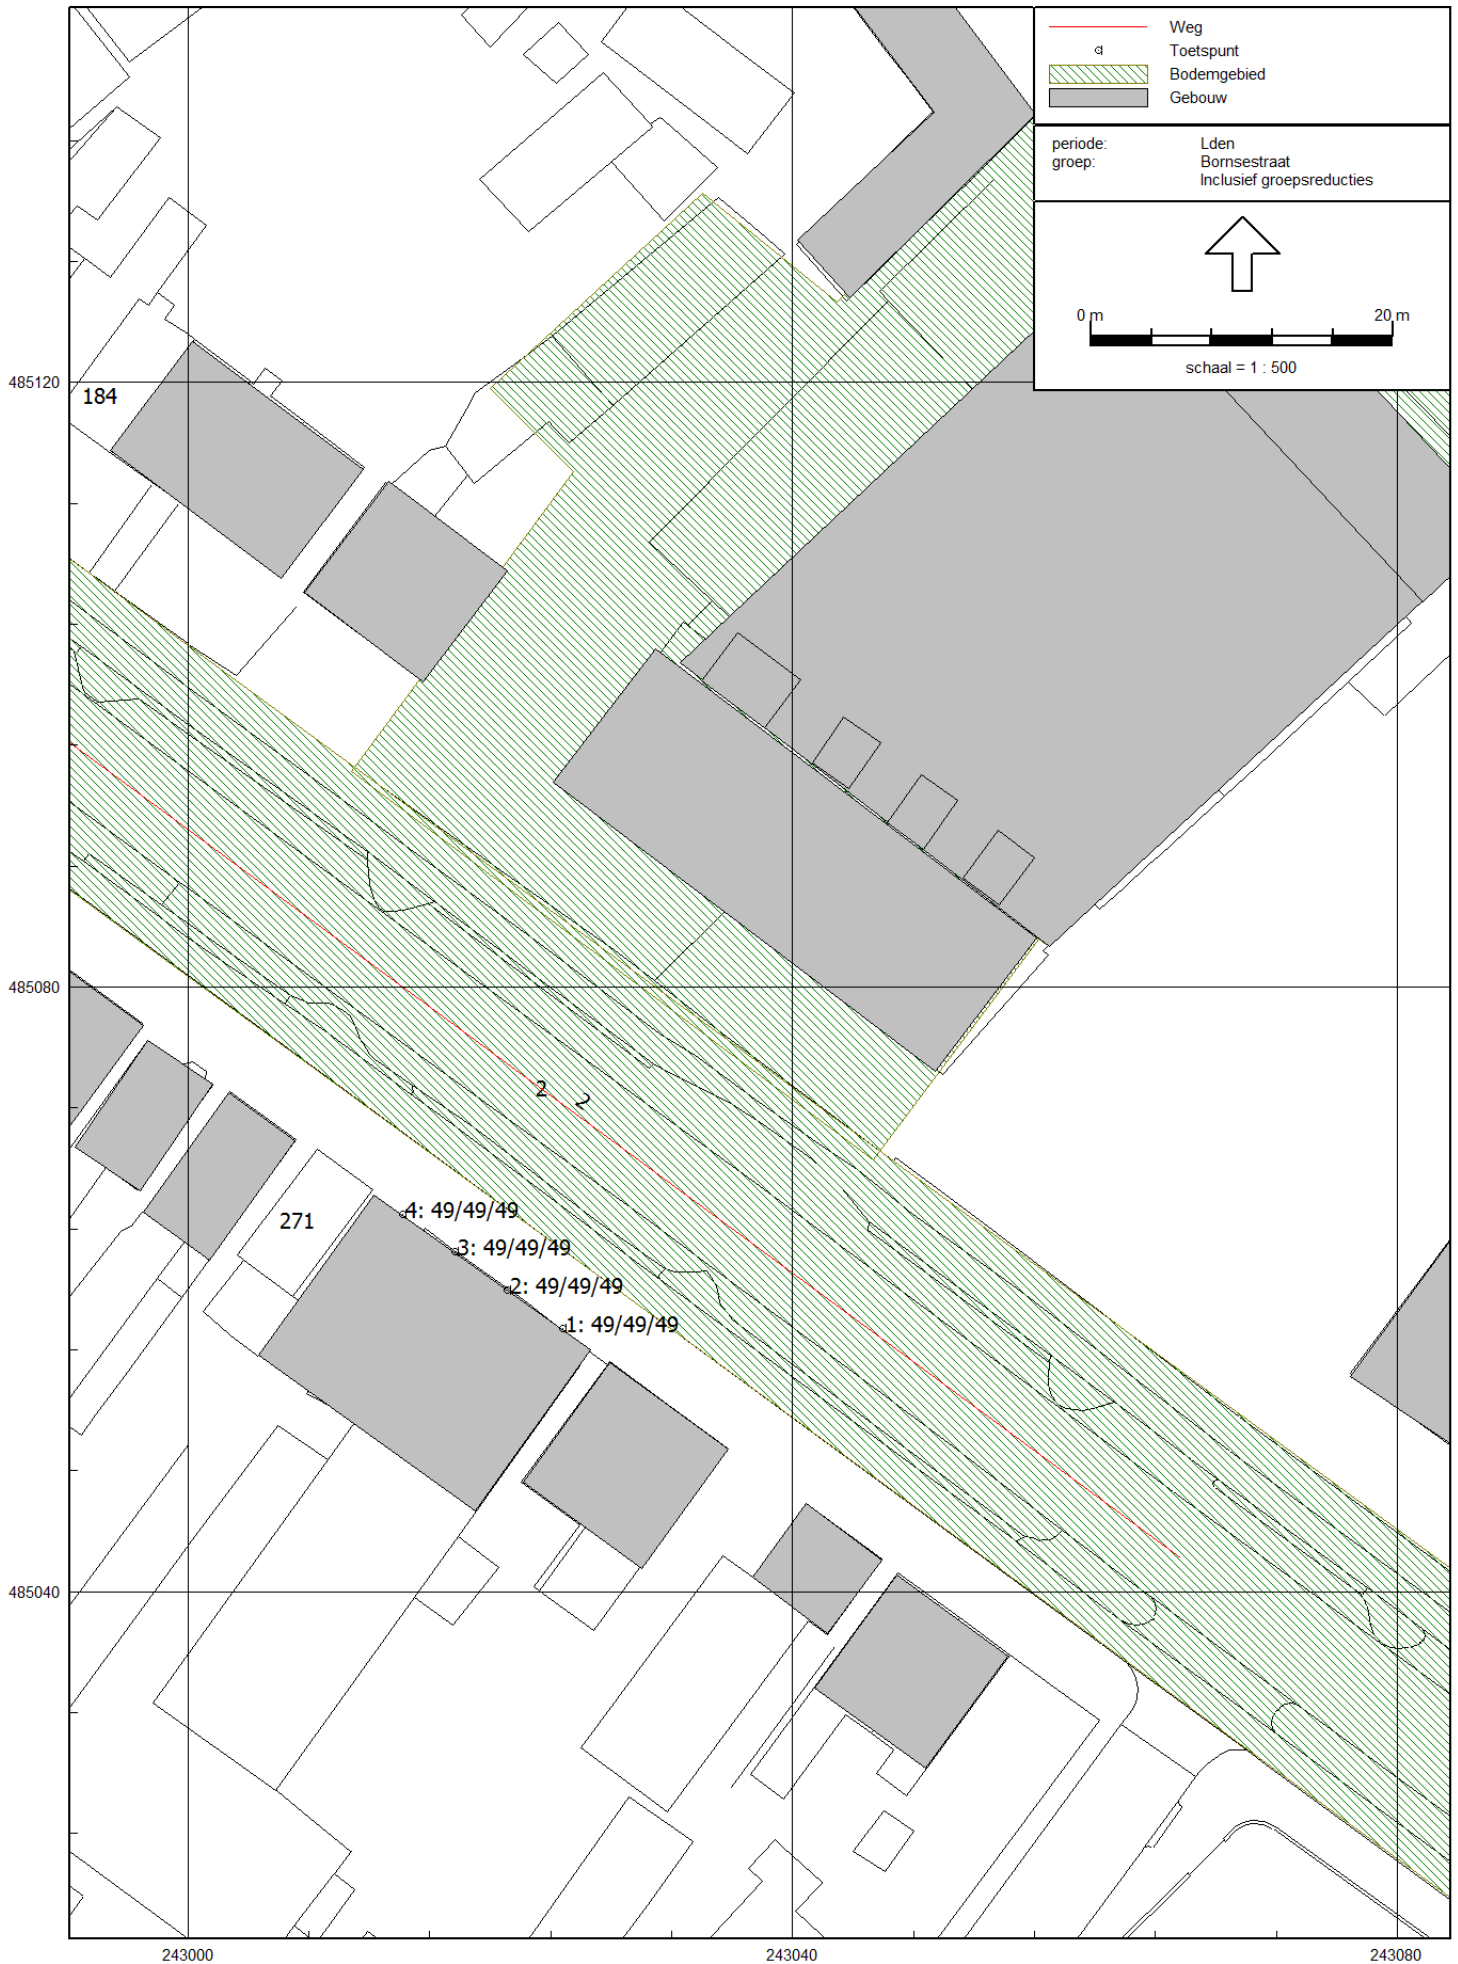 Weg
Toetspunt
Bodemgebied
Gebouw
periode: Lden
groep: Bornsestraat
Inclusief groepsreducties
0 m 20 m
schaal = 1 : 500
485120
184
485080
2 2
271
4: 49/49/49
3: 49/49/49
2: 49/49/49
1: 49/49/49
485040
243000 243040 243080